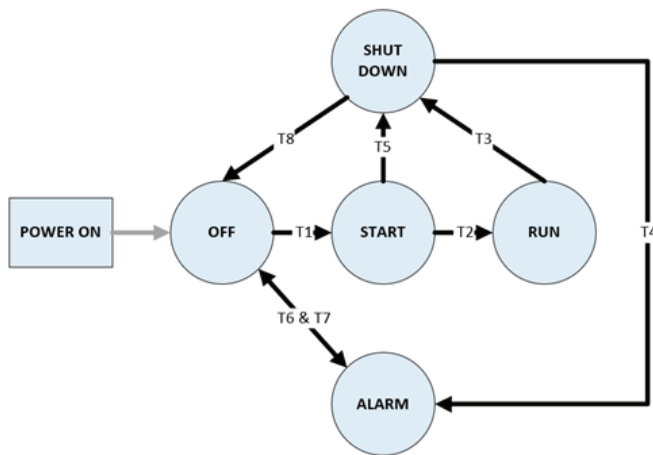 SHUT
DOWN
T8
T5
T3
POWER ON
OFF
T1
START
T2
RUN
T4
T6 & T7
ALARM